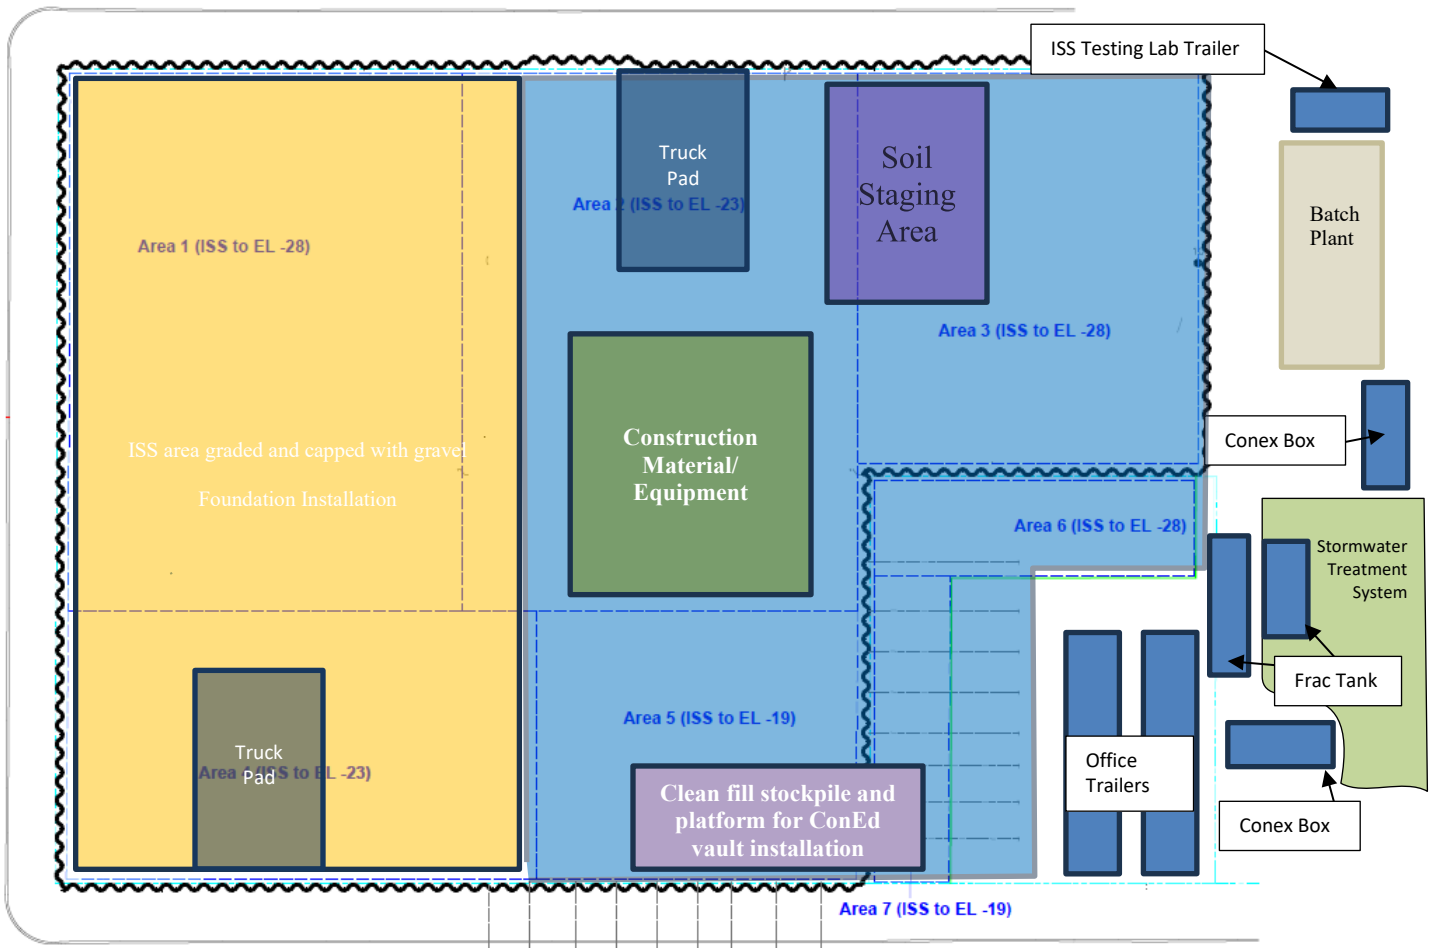 ISS Testing Lab Trailer
Truck
Pad
Soil
Staging
Area
Area 2 (ISS to EL -23)
Batch
Plant
Area 1 (ISS to EL -28)
Area 3 (ISS to EL -28)
Construction
Material/
Equipment
Conex Box
ISS area graded and capped with gravel
Foundation Installation
Area 6 (ISS to EL -28)
Stormwater
Treatment
System
Frac Tank
Area 5 (ISS to EL -19)
Truck
Pad
Area 4 (ISS to EL -23)
Office
Trailers
Clean fill stockpile and
platform for ConEd
vault installation
Conex Box
Area 7 (ISS to EL -19)